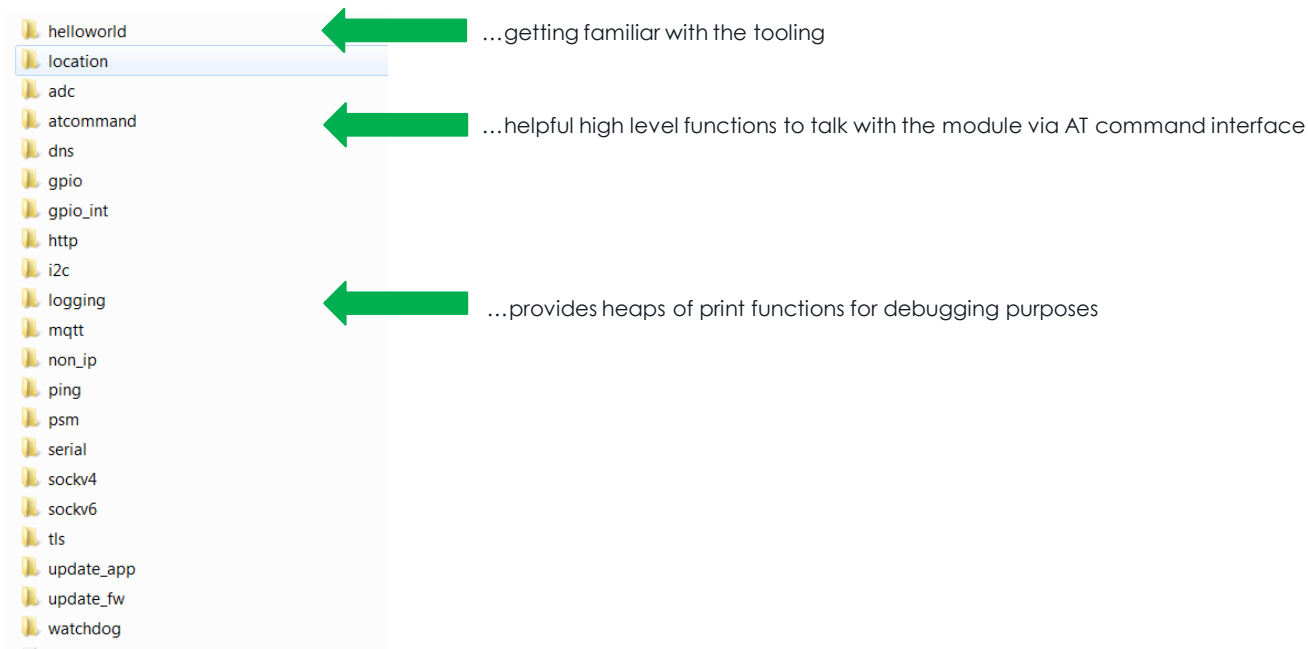 helloworld …getting familiar with the tooling
location
adc
atcommand …helpful high level functions to talk with the module via AT command interface
dns
gpio
gpio_int
http
i2c
logging …provides heaps of print functions for debugging purposes
mqtt
non_ip
ping
psm
serial
sockv4
sockv6
tls
update_app
update_fw
watchdog